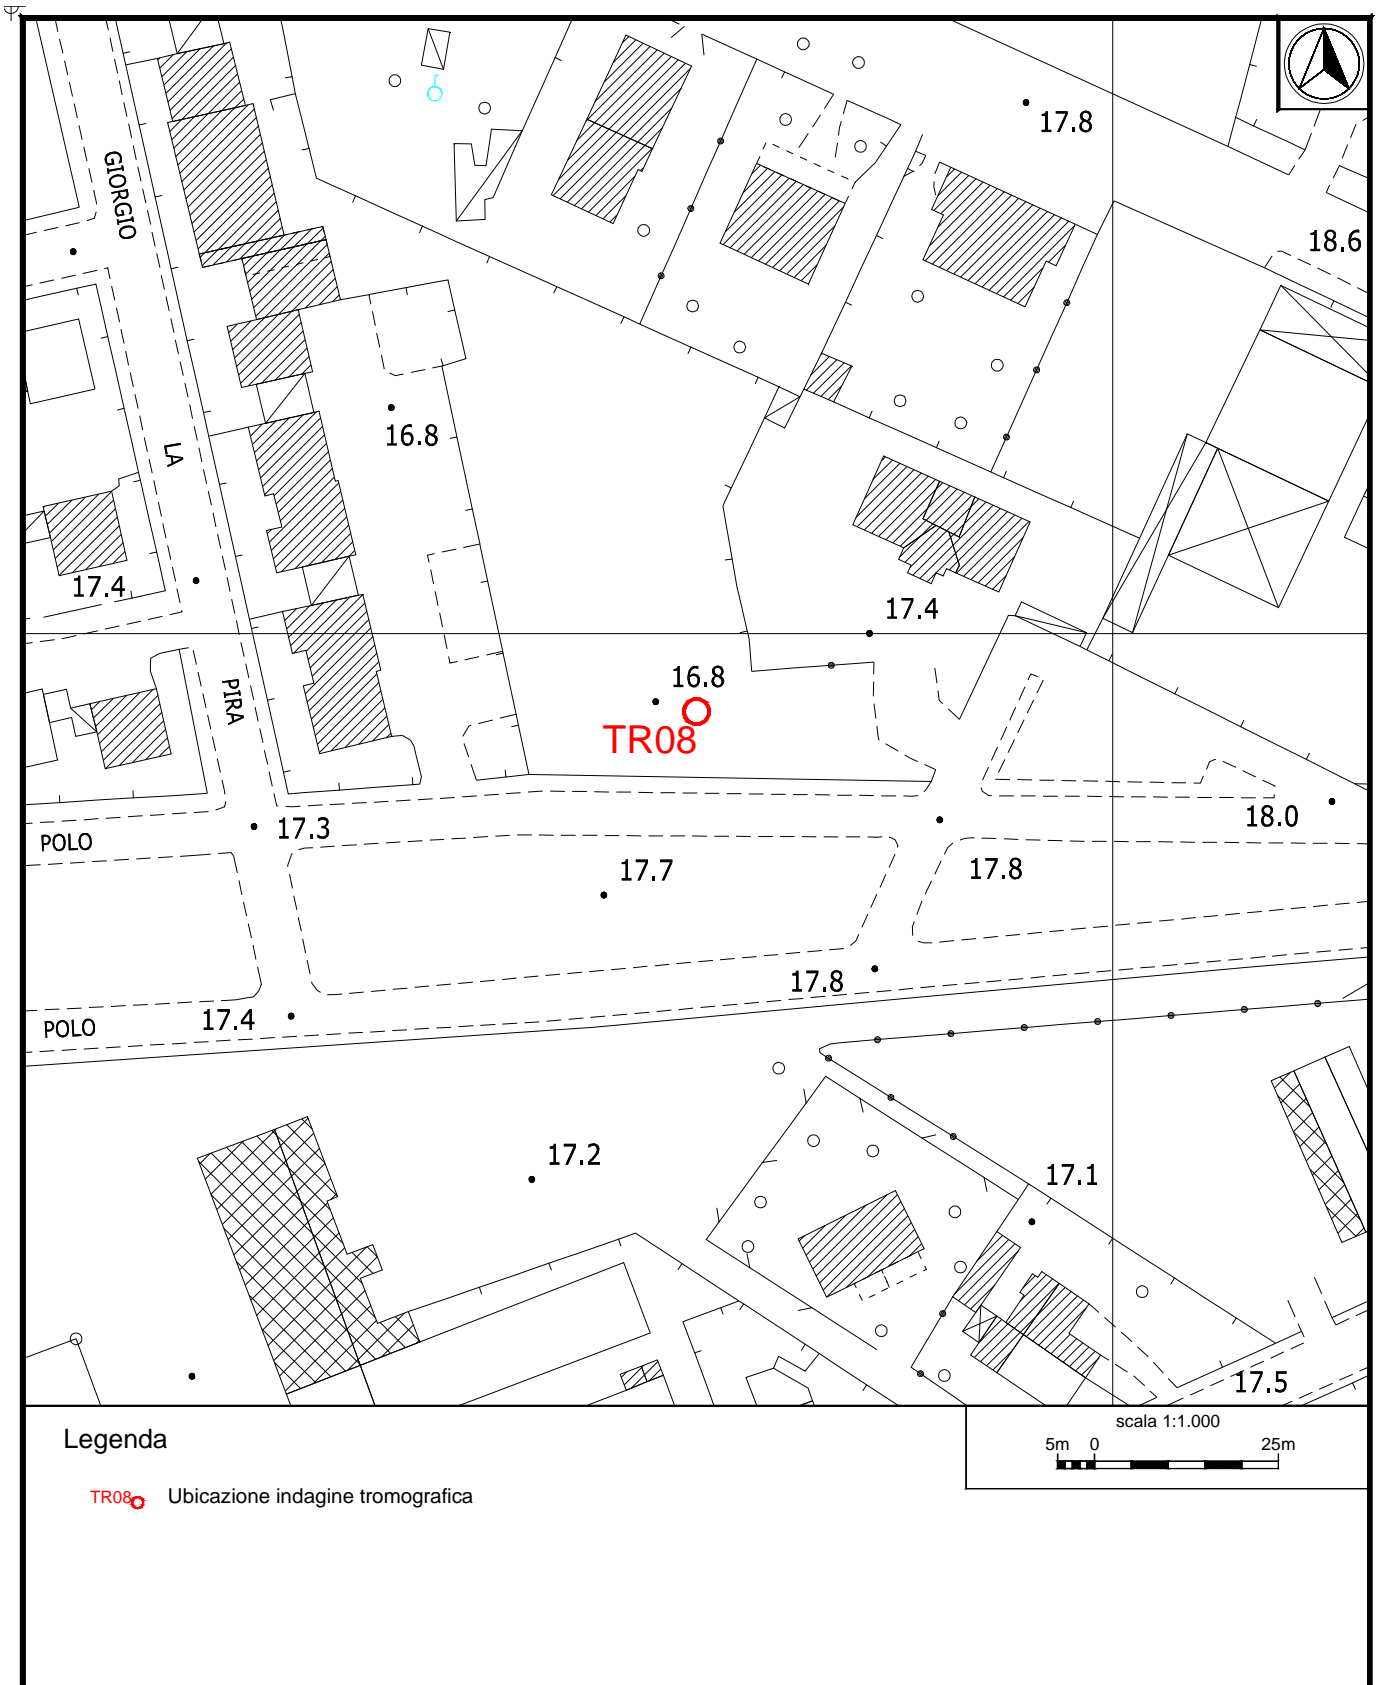 17.8
GIORGIO
18.6
16.8
LA
17.4
17.4
16.8
PIRA
TR08
18.0
17.3
POLO
17.7
17.8
17.8
17.4
POLO
17.2
17.1
17.5
scala 1:1.000
5m 0 25m
Legenda
TR08 Ubicazione indagine tromografica